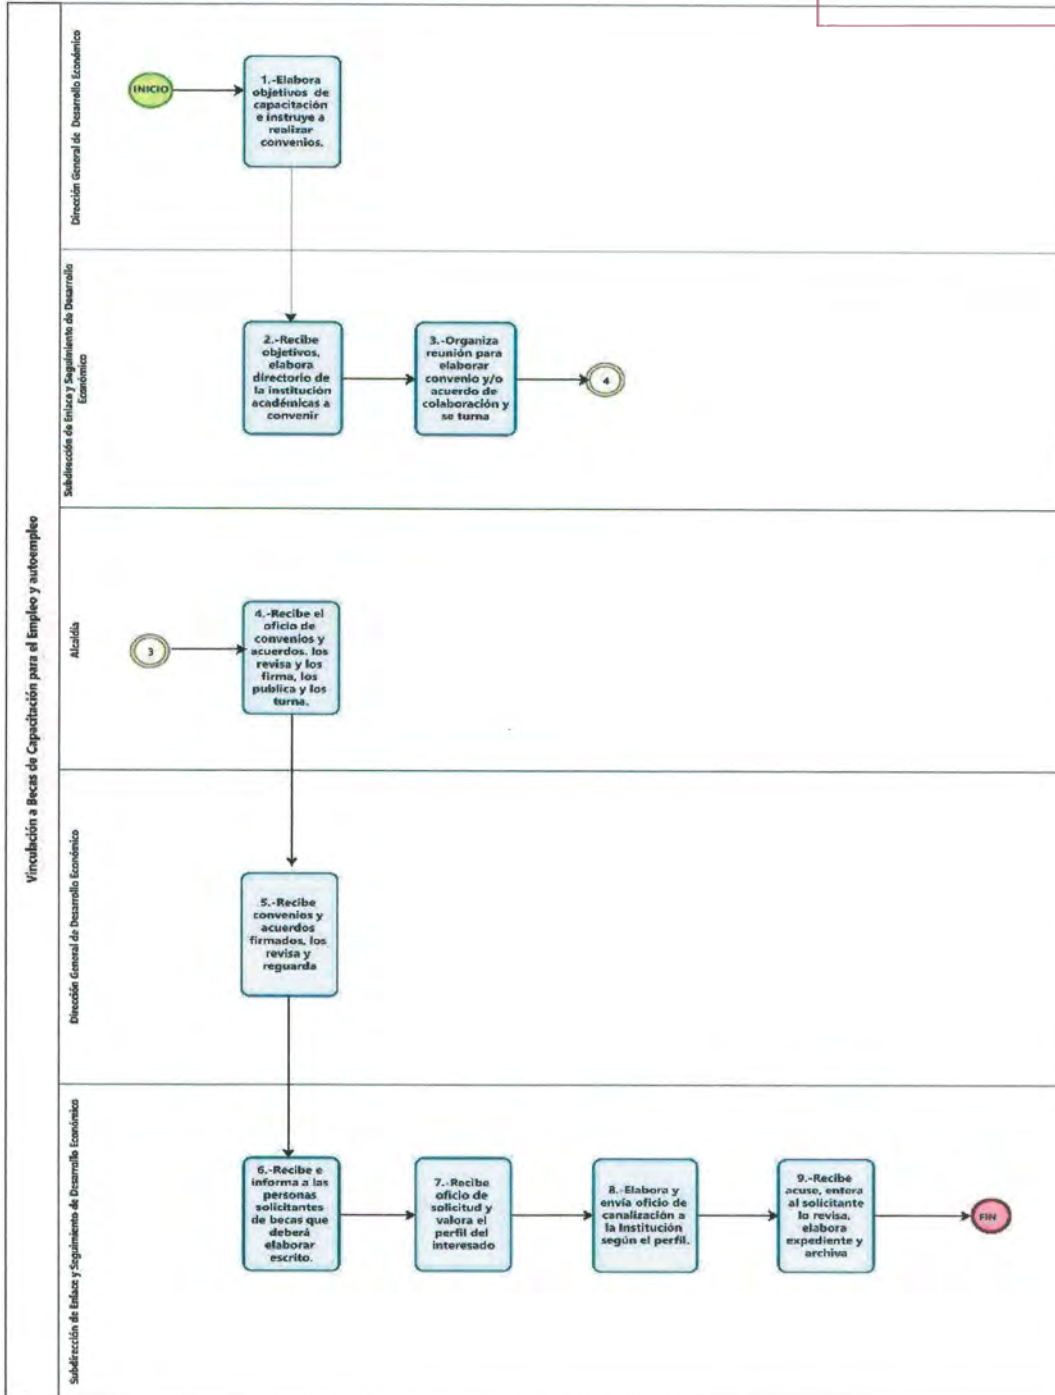 Vinculación a Becas de Capacitación para el Empleo y autoempleo
Dirección General de Desarrollo Económico
INICIO
1.-Elabora
objetivos de
capacitación
e instruye a
realizar
convenios.
Subdirección de Enlace y Seguimiento de Desarrollo
Económico
2.-Recibe
objetivos,
elabora
directorio de
la institución
académicas a
convenir
3.-Organiza
reunión para
elaborar
convenio y/o
acuerdo de
colaboración y
se turna
4
Alcaldía
3
4.-Recibe el
oficio de
convenios y
acuerdos. los
revisa y los
firma, los
publica y los
turna.
Dirección General de Desarrollo Económico
5.-Recibe
convenios y
acuerdos
firmados, los
revisa y
reguarda
Subdirección de Enlace y Seguimiento de Desarrollo Económico
6.-Recibe e
informa a las
personas
solicitantes
de becas que
deberá
elaborar
escrito.
7.-Recibe
oficio de
solicitud y
valora el
perfil del
interesado
8.-Elabora y
envía oficio de
canalización a
la Institución
según el perfil.
9.-Recibe
acuse, entera
al solicitante
lo revisa,
elabora
expediente y
archiva
FIN